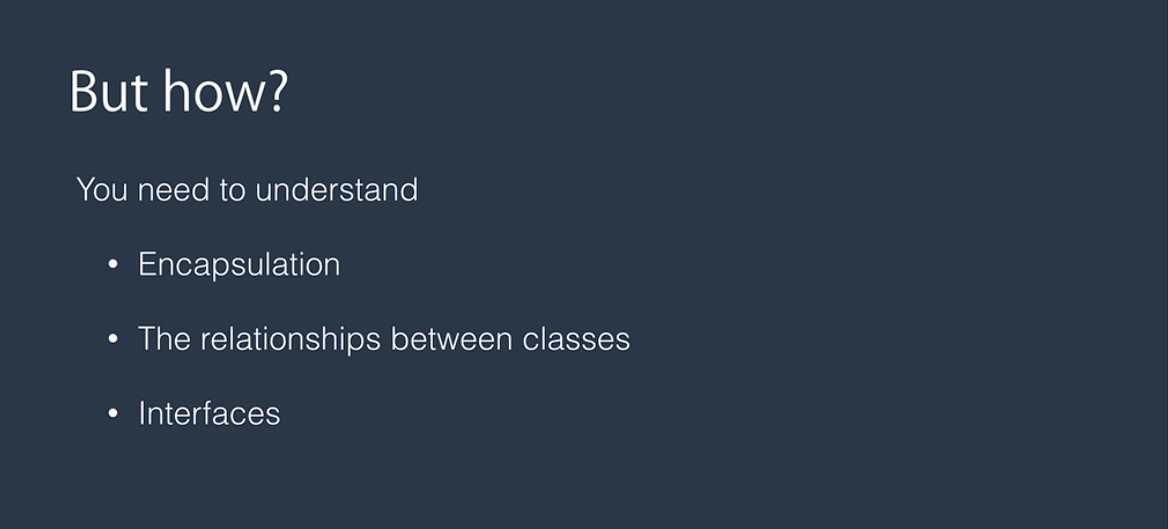 But how?
You need to understand
• Encapsulation
• The relationships between classes
• Interfaces